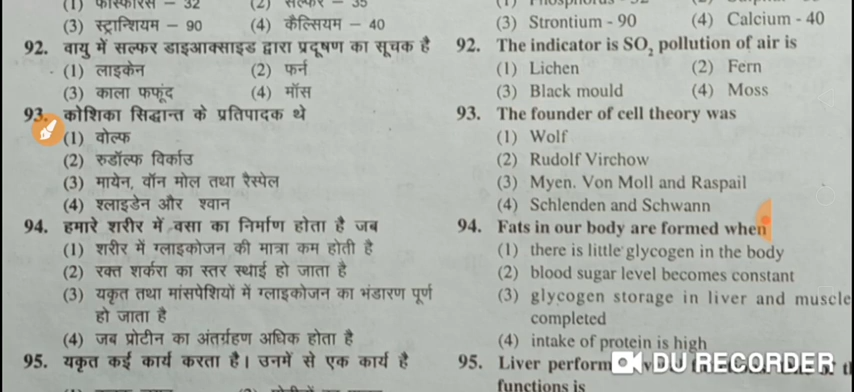 (1) फास्फोरस – 32 (2) सल्फर – 35
(3) स्ट्रान्शियम – 90 (4) कैल्सियम – 40
92. वायु में सल्फर डाइआक्साइड द्वारा प्रदूषण का सूचक है
(1) लाइकेन (2) फर्न
(3) काला फफूंद (4) मॉस
93. कोशिका सिद्धान्त के प्रतिपादक थे
(1) वोल्फ
(2) रुडॉल्फ विर्काउ
(3) मायेन, वॉन मोल तथा रैस्पेल
(4) श्लाइडेन और श्वान
94. हमारे शरीर में वसा का निर्माण होता है जब
(1) शरीर में ग्लाइकोजन की मात्रा कम होती है
(2) रक्त शर्करा का स्तर स्थाई हो जाता है
(3) यकृत तथा मांसपेशियों में ग्लाइकोजन का भंडारण पूर्ण
हो जाता है
(4) जब प्रोटीन का अंतर्ग्रहण अधिक होता है
95. यकृत कई कार्य करता है। उनमें से एक कार्य है
(3) Strontium - 90 (4) Calcium - 40
92. The indicator is SO₂ pollution of air is
(1) Lichen (2) Fern
(3) Black mould (4) Moss
93. The founder of cell theory was
(1) Wolf
(2) Rudolf Virchow
(3) Myen. Von Moll and Raspail
(4) Schlenden and Schwann
94. Fats in our body are formed when
(1) there is little glycogen in the body
(2) blood sugar level becomes constant
(3) glycogen storage in liver and muscle
completed
(4) intake of protein is high
95. Liver perform
functions is
DU RECORDER